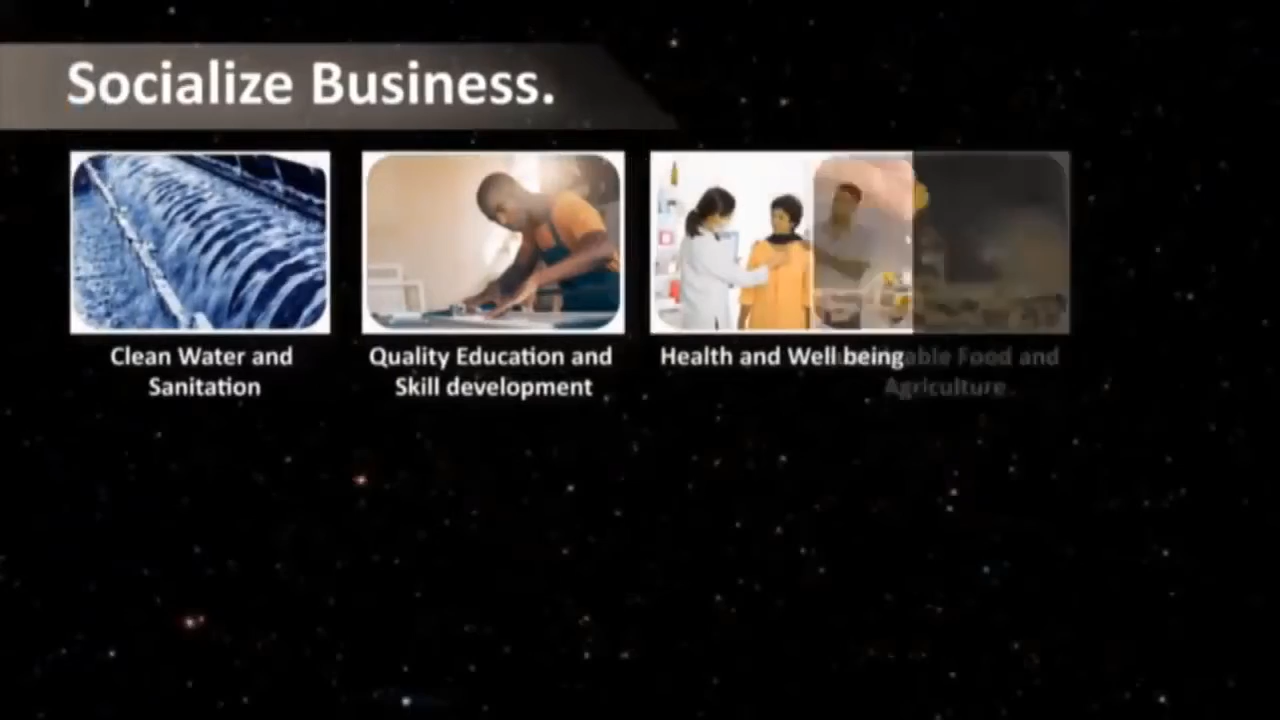 Socialize Business.
Clean Water and
Sanitation
Quality Education and
Skill development
Health and Well being
Food and
Agriculture.